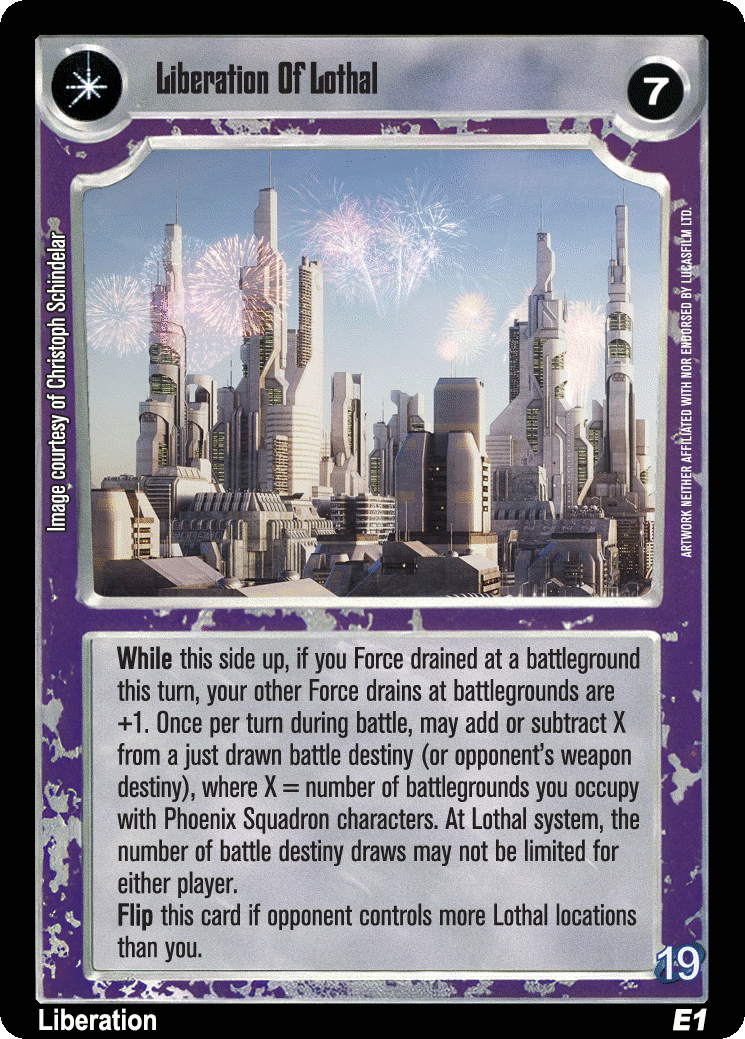 Liberation Of Lothal
7
Image courtesy of Christoph Schindelar
ARTWORK NEITHER AFFILIATED WITH NOR ENDORSED BY LUCASFILM LTD.
While this side up, if you Force drained at a battleground
this turn, your other Force drains at battlegrounds are
+1. Once per turn during battle, may add or subtract X
from a just drawn battle destiny (or opponent's weapon
destiny), where X = number of battlegrounds you occupy
with Phoenix Squadron characters. At Lothal system, the
number of battle destiny draws may not be limited for
either player.
Flip this card if opponent controls more Lothal locations
than you.
19
Liberation
E1